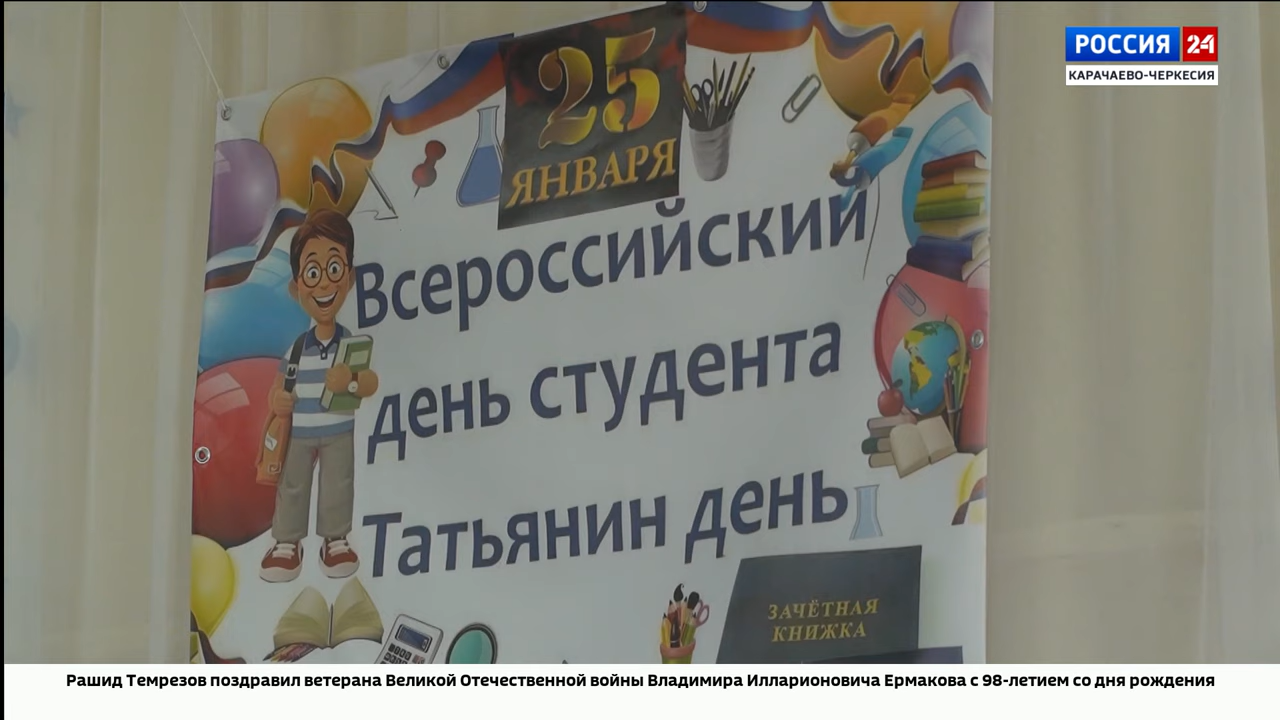 РОССИЯ 24
КАРАЧАЕВО-ЧЕРКЕСИЯ
25
ЯНВАРЯ
Всероссийский
день студента
Татьянин день
ЗАЧЁТНАЯ
КНИЖКА
Рашид Темрезов поздравил ветерана Великой Отечественной войны Владимира Илларионовича Ермакова с 98-летием со дня рождения